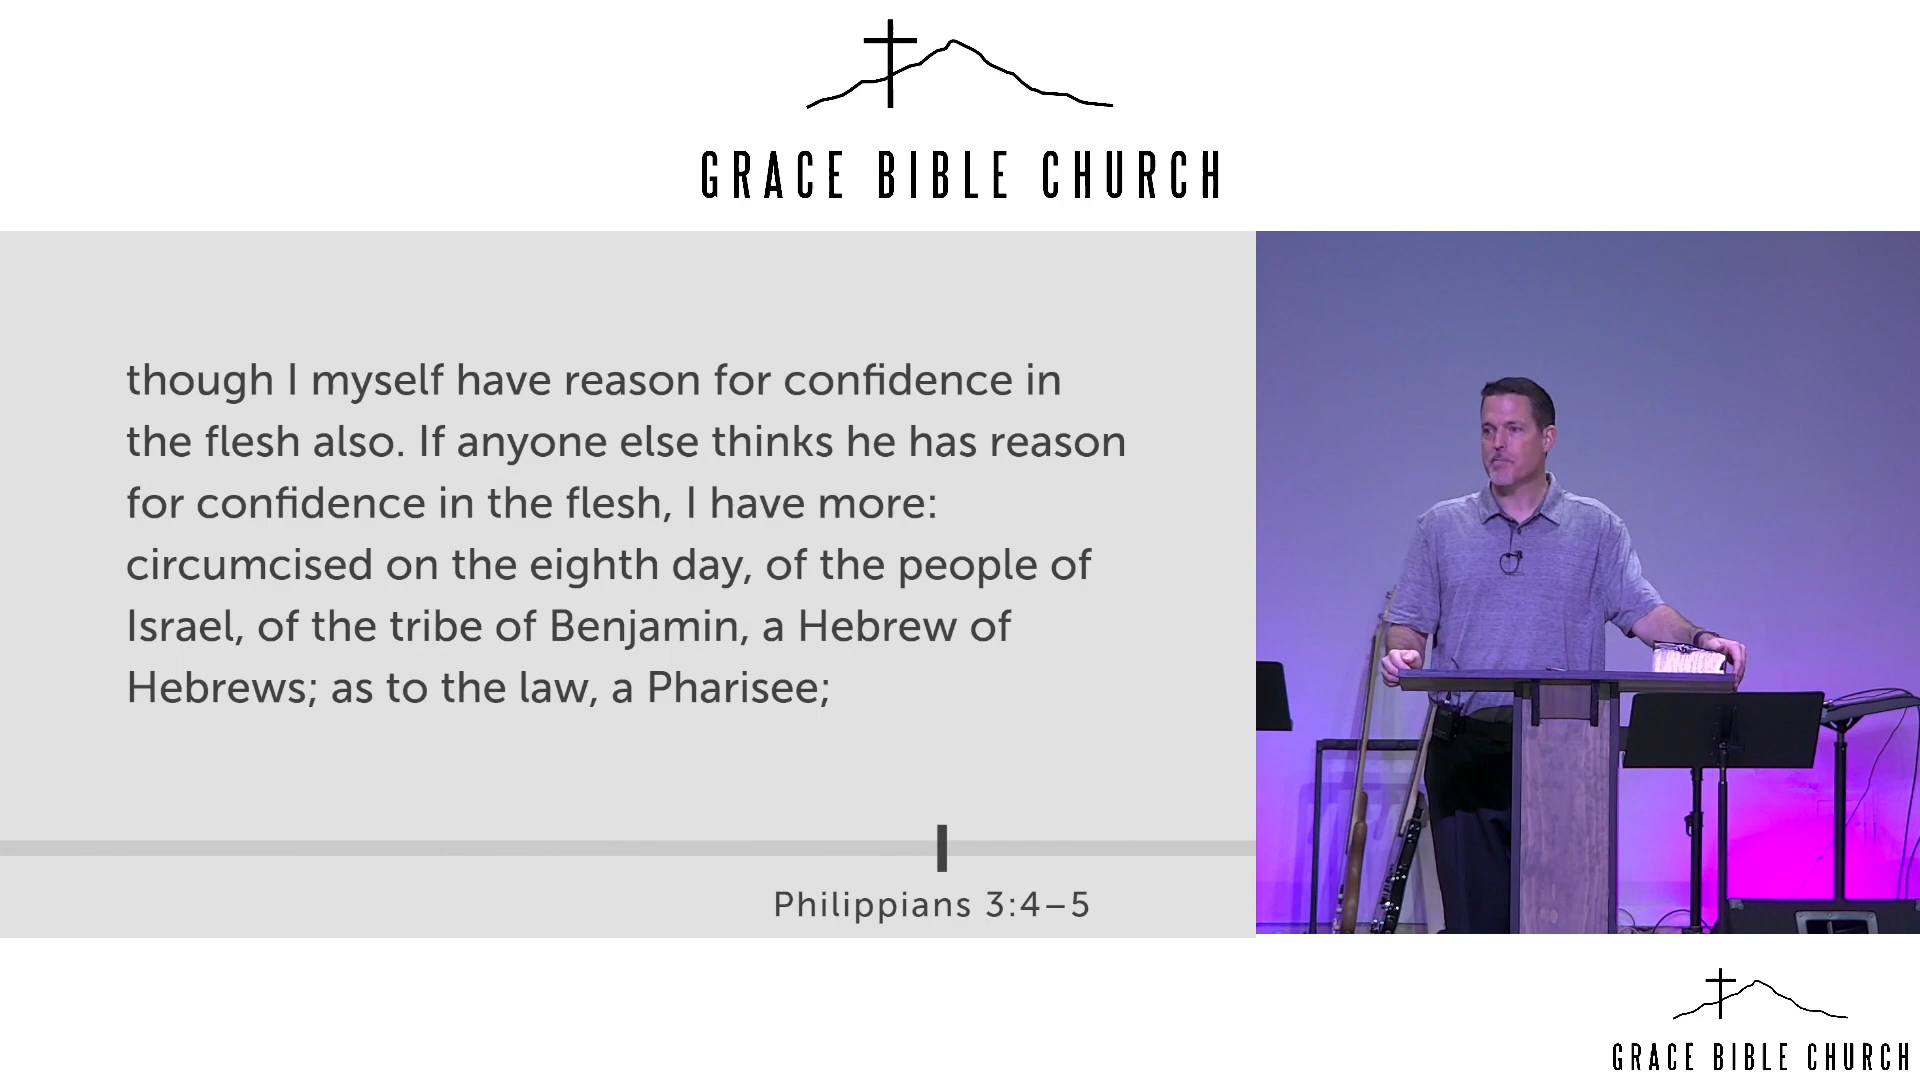 GRACE BIBLE CHURCH
though I myself have reason for confidence in
the flesh also. If anyone else thinks he has reason
for confidence in the flesh, I have more:
circumcised on the eighth day, of the people of
Israel, of the tribe of Benjamin, a Hebrew of
Hebrews; as to the law, a Pharisee;
Philippians 3:4–5
GRACE BIBLE CHURCH